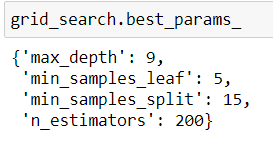 grid_search.best_params_
{'max_depth': 9,
'min_samples_leaf': 5,
'min_samples_split': 15,
'n_estimators': 200}